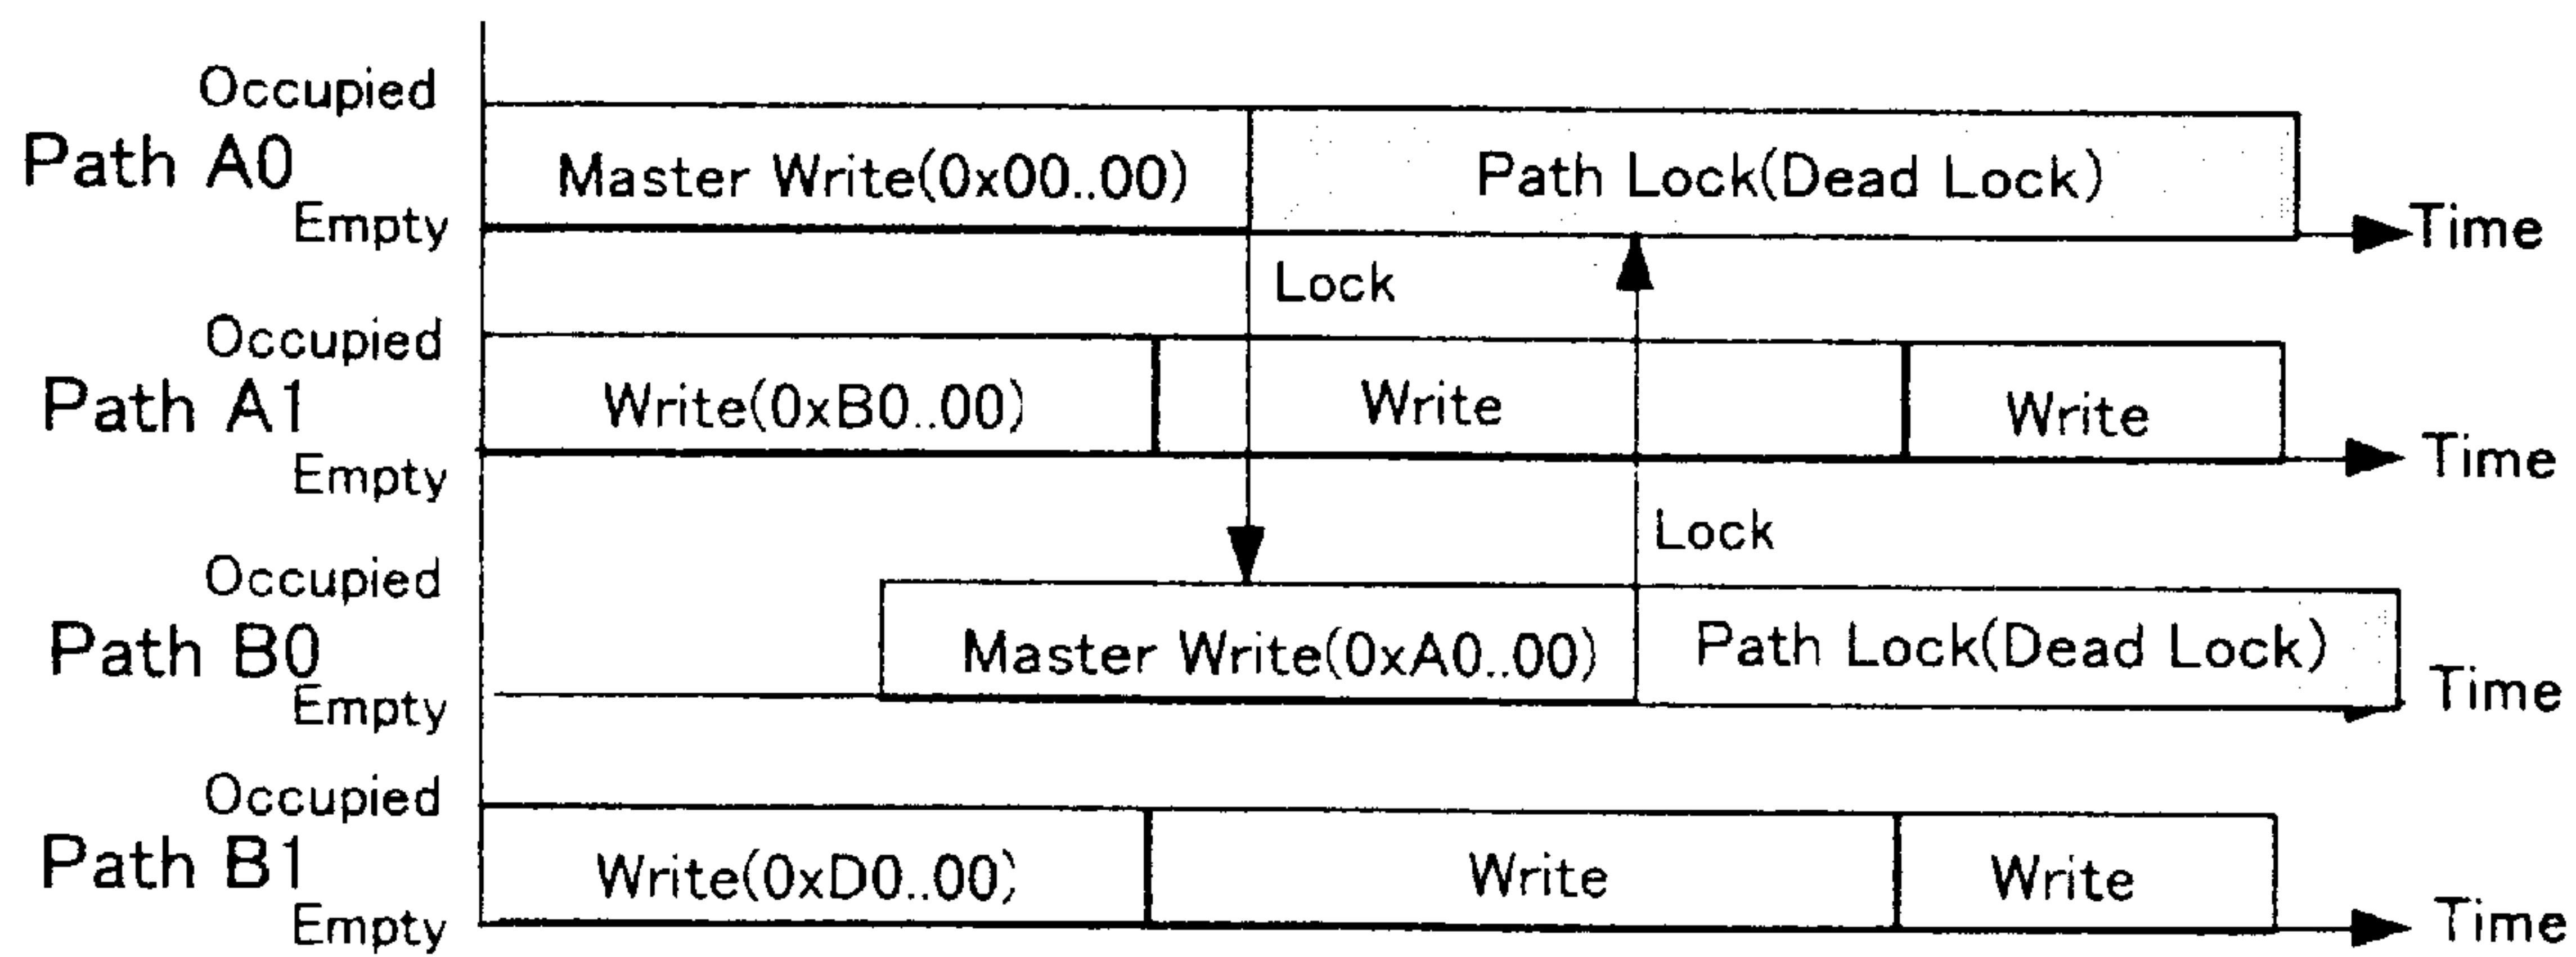 Occupied
Path A0
Master Write(0x00..00)
Path Lock(Dead Lock)
Empty
Time
Lock
Occupied
Path A1
Write(0xB0..00)
Write
Write
Empty
Time
Lock
Occupied
Path B0
Master Write(0xA0..00)
Path Lock(Dead Lock)
Empty
Time
Occupied
Path B1
Write(0xD0..00)
Write
Write
Empty
Time